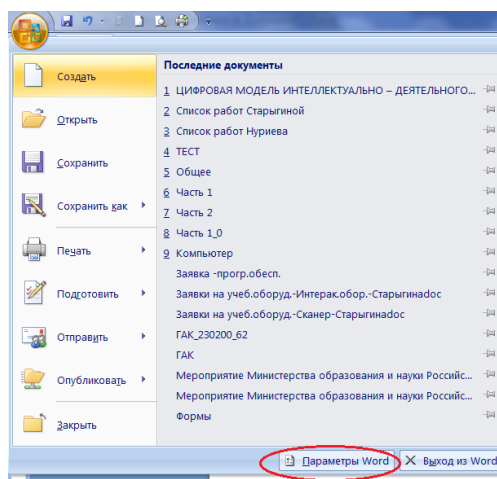 Создать
Открыть
Сохранить
Сохранить как
Печать
Подготовить
Отправить
Опубликовать
Закрыть
Последние документы
1 ЦИФРОВАЯ МОДЕЛЬ ИНТЕЛЛЕКТУАЛЬНО – ДЕЯТЕЛЬНОГО...
2 Список работ Старыгиной
3 Список работ Нуриева
4 ТЕСТ
5 Общее
6 Часть 1
7 Часть 2
8 Часть 1_0
9 Компьютер
Заявка -прогр.обесп.
Заявки на учеб.оборуд.-Интерак.обор.-Старыгинаdoc
Заявки на учеб.оборуд.-Сканер-Старыгинаdoc
ГАК_230200_62
ГАК
Мероприятие Министерства образования и науки Российс...
Мероприятие Министерства образования и науки Российс...
Формы
Параметры Word
Выход из Word